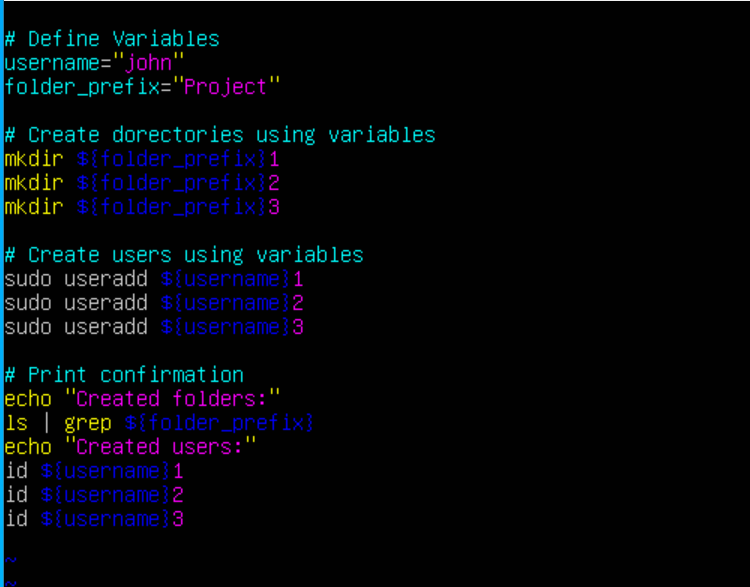 # Define Variables
username="john"
folder_prefix="Project"
# Create dorectories using variables
mkdir ${folder_prefix}1
mkdir ${folder_prefix}2
mkdir ${folder_prefix}3
# Create users using variables
sudo useradd ${username}1
sudo useradd ${username}2
sudo useradd ${username}3
# Print confirmation
echo "Created folders:"
ls | grep ${folder_prefix}
echo "Created users:"
id ${username}1
id ${username}2
id ${username}3
~
~